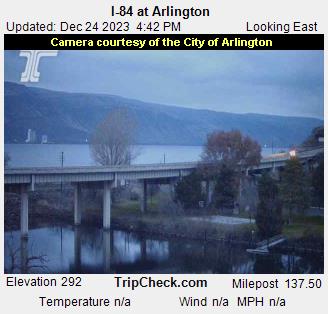 I-84 at Arlington
Updated: Dec 24 2023 4:42 PM Looking East
Camera courtesy of the City of Arlington
Elevation 292 TripCheck.com Milepost 137.50
Temperature n/a Wind n/a MPH n/a